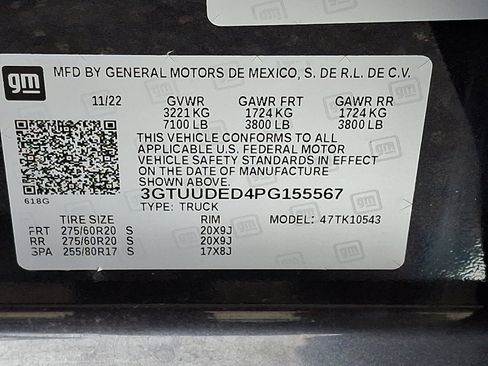 gm
MFD BY GENERAL MOTORS DE MEXICO, S. DE R.L. DE C.V.
11/22 GVWR GAWR FRT GAWR RR
3221 KG 1724 KG 1724 KG
7100 LB 3800 LB 3800 LB
THIS VEHICLE CONFORMS TO ALL
APPLICABLE U.S. FEDERAL MOTOR
VEHICLE SAFETY STANDARDS IN EFFECT
ON THE DATE OF MANUFACTURE SHOWN ABOVE.
618G 3GTUUDED4PG155567
TYPE: TRUCK
TIRE SIZE RIM MODEL: 47TK10543
FRT 275/60R20 S 20X9J
RR 275/60R20 S 20X9J
SPA 255/80R17 S 17X8J